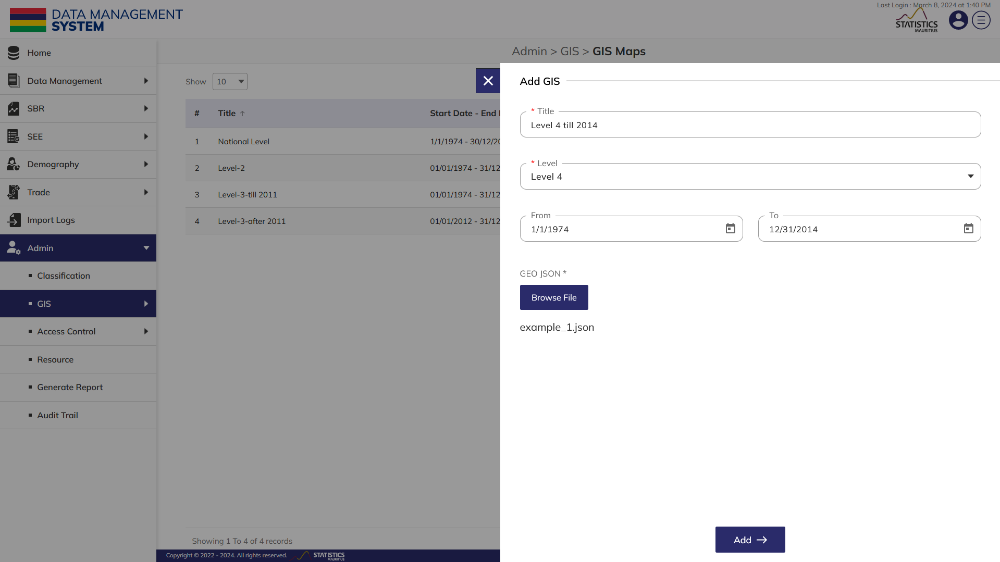 DATA MANAGEMENT
SYSTEM
Last Login : March 8, 2024 at 1:40 PM
STATISTICS
MAURITIUS
Home
Data Management
SBR
SEE
Demography
Trade
Import Logs
Admin
Classification
GIS
Access Control
Resource
Generate Report
Audit Trail
Admin > GIS > GIS Maps
Show 10
# Title ↑ Start Date - End
1 National Level 1/1/1974 - 30/12/20
2 Level-2 01/01/1974 - 31/12
3 Level-3-till 2011 01/01/1974 - 31/12
4 Level-3-after 2011 01/01/2012 - 31/12
Showing 1 To 4 of 4 records
Copyright © 2022 - 2024. All rights reserved. STATISTICS
MAURITIUS
Add GIS
* Title
Level 4 till 2014
* Level
Level 4
From To
1/1/1974 12/31/2014
GEO JSON *
Browse File
example_1.json
Add →